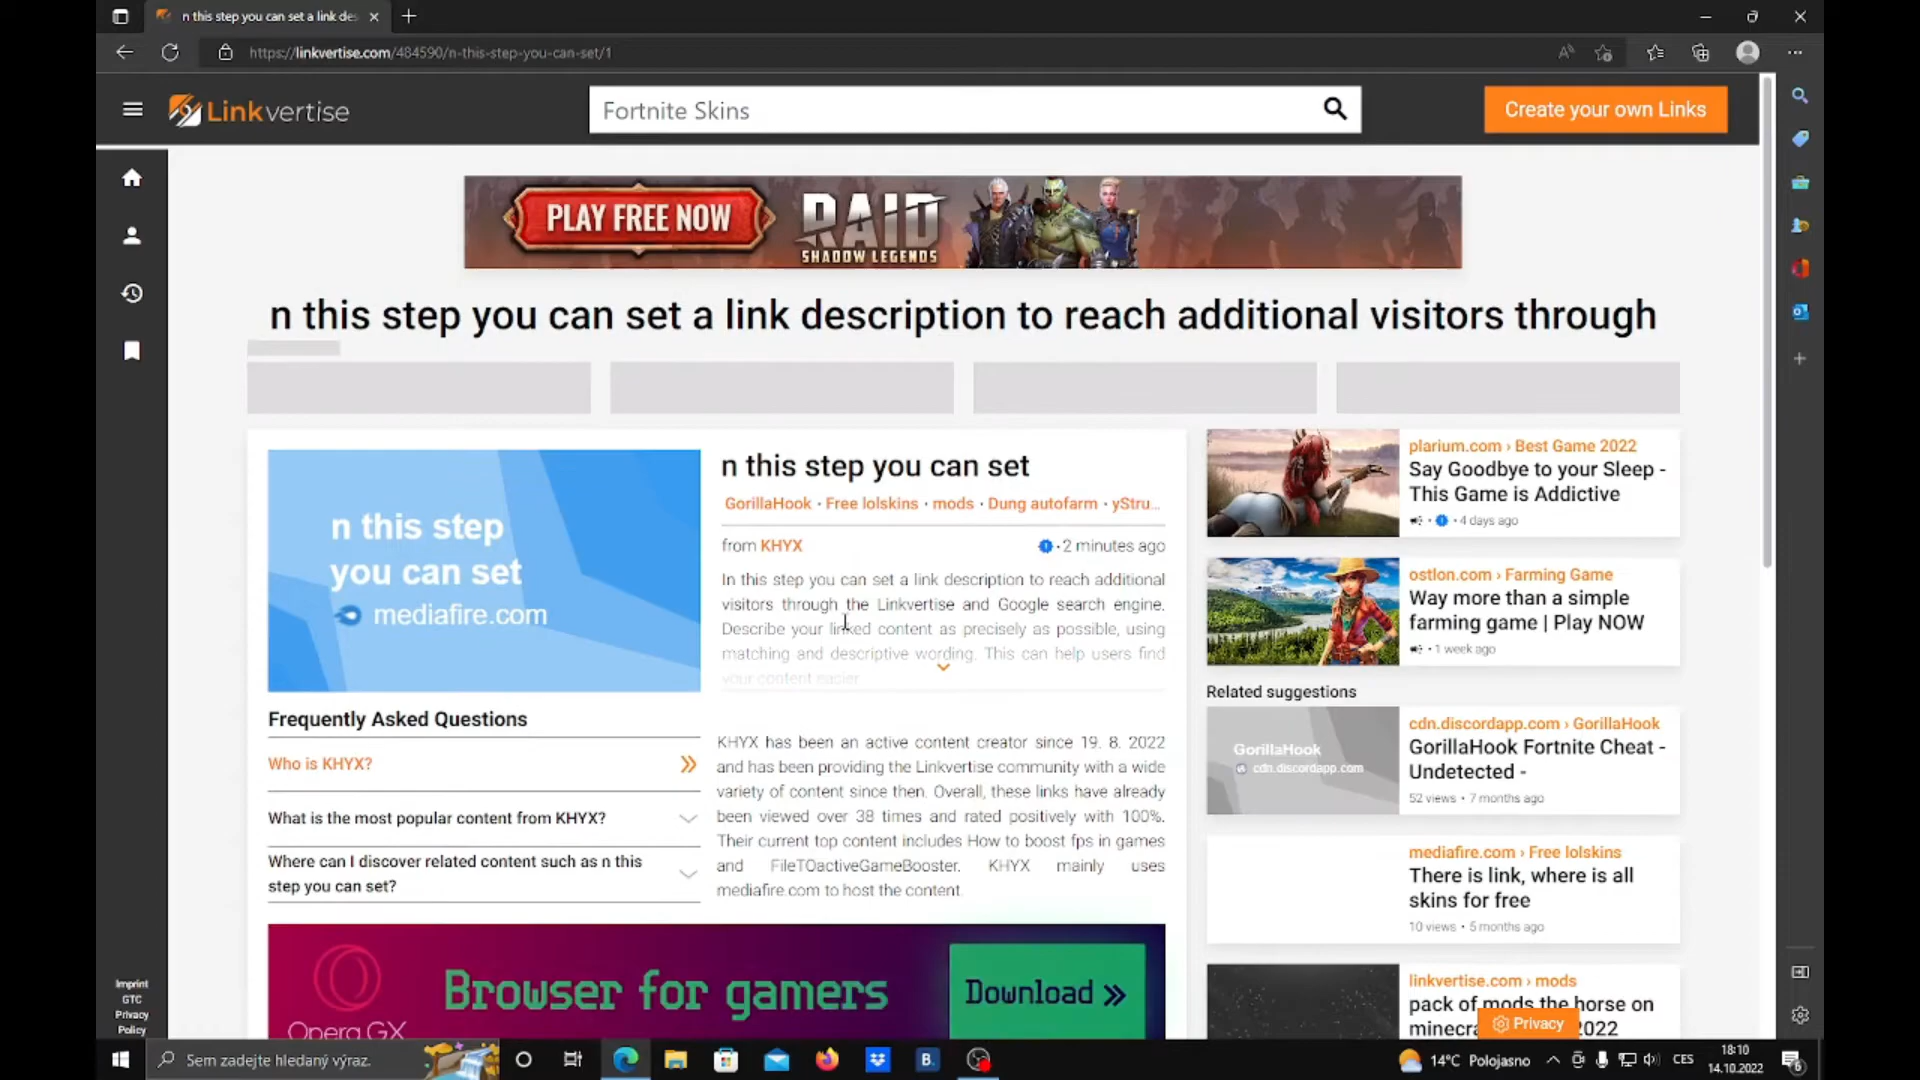 n this step you can set a link des
https://linkvertise.com/484590/n-this-step-you-can-set/1
Linkvertise
Fortnite Skins
Create your own Links
PLAY FREE NOW
RAID
SHADOW LEGENDS
n this step you can set a link description to reach additional visitors through
n this step
you can set
mediafire.com
n this step you can set
GorillaHook · Free lolskins · mods · Dung autofarm · yStru...
from KHYX
· 2 minutes ago
In this step you can set a link description to reach additional
visitors through the Linkvertise and Google search engine.
Describe your linked content as precisely as possible, using
matching and descriptive wording. This can help users find
your content easier
Frequently Asked Questions
Who is KHYX?
What is the most popular content from KHYX?
Where can I discover related content such as n this
step you can set?
KHYX has been an active content creator since 19. 8. 2022
and has been providing the Linkvertise community with a wide
variety of content since then. Overall, these links have already
been viewed over 38 times and rated positively with 100%.
Their current top content includes How to boost fps in games
and FileTOactiveGameBooster. KHYX mainly uses
mediafire.com to host the content.
Opera GX
Browser for gamers
Download
plarium.com › Best Game 2022
Say Goodbye to your Sleep -
This Game is Addictive
· 4 days ago
ostlon.com › Farming Game
Way more than a simple
farming game | Play NOW
· 1 week ago
Related suggestions
GorillaHook
cdn.discordapp.com
cdn.discordapp.com › GorillaHook
GorillaHook Fortnite Cheat -
Undetected -
52 views · 7 months ago
mediafire.com › Free lolskins
There is link, where is all
skins for free
10 views · 5 months ago
linkvertise.com › mods
pack of mods the horse on
minecra
2022
Privacy
Imprint
GTC
Privacy
Policy
Sem zadejte hledaný výraz.
B.
14°C Polojasno
CES
18:10
14.10.2022
6